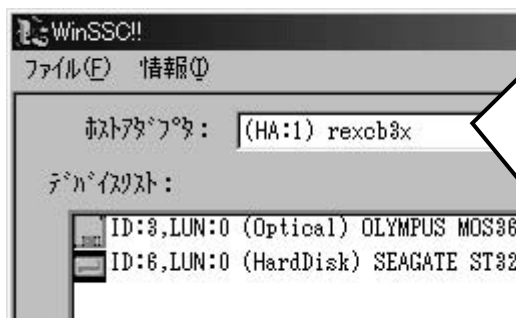 WinSSC!!
ﾌｧｲﾙ(F) 情報(I)
ﾎｽﾄｱﾀﾞﾌﾟﾀ : (HA:1) rexcb3x
ﾃﾞﾊﾞｲｽﾘｽﾄ :
ID:3,LUN:0 (Optical) OLYMPUS MOS36
ID:6,LUN:0 (HardDisk) SEAGATE ST32